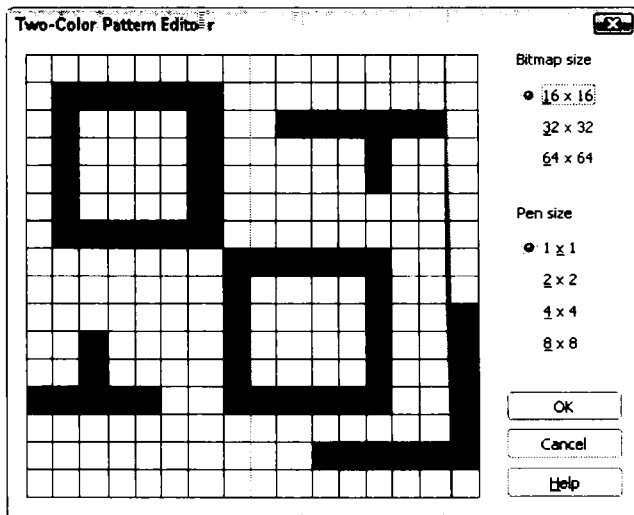 Two-Color Pattern Editor
Bitmap size
16 x 16
32 x 32
64 x 64
Pen size
1 x 1
2 x 2
4 x 4
8 x 8
OK
Cancel
Help